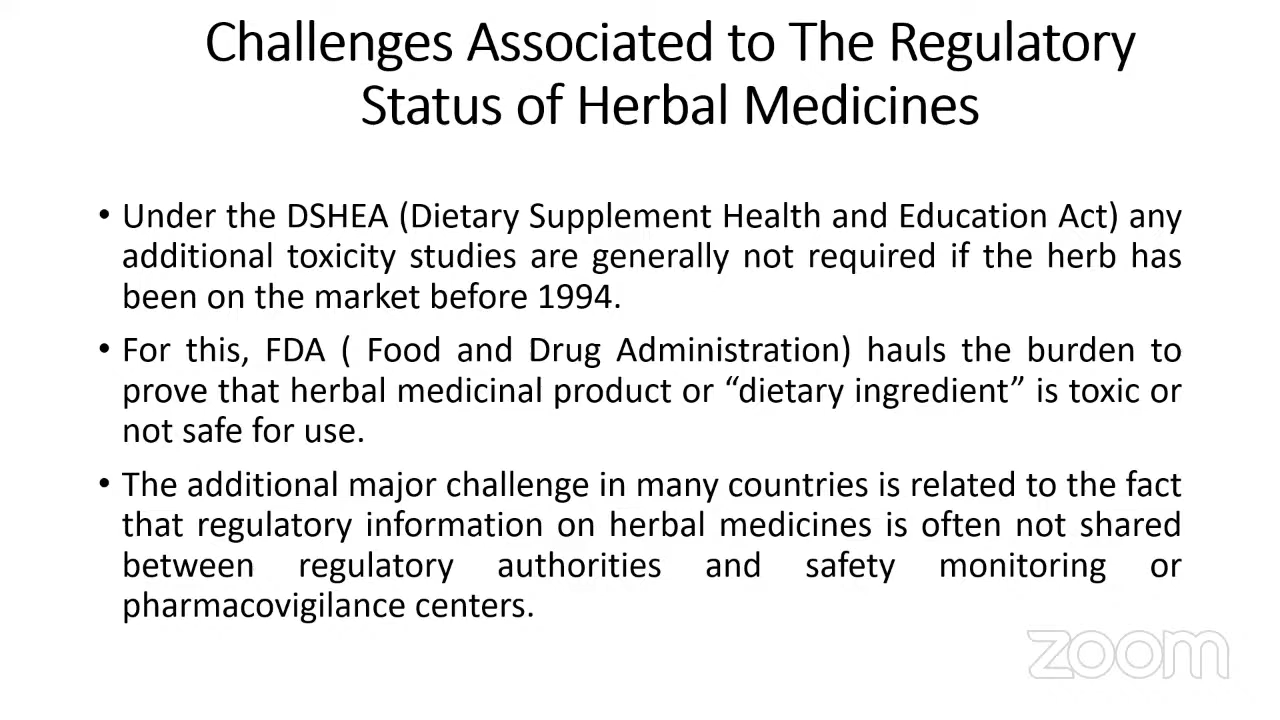 Challenges Associated to The Regulatory
Status of Herbal Medicines
• Under the DSHEA (Dietary Supplement Health and Education Act) any
additional toxicity studies are generally not required if the herb has
been on the market before 1994.
• For this, FDA ( Food and Drug Administration) hauls the burden to
prove that herbal medicinal product or “dietary ingredient” is toxic or
not safe for use.
• The additional major challenge in many countries is related to the fact
that regulatory information on herbal medicines is often not shared
between regulatory authorities and safety monitoring or
pharmacovigilance centers.
zoom